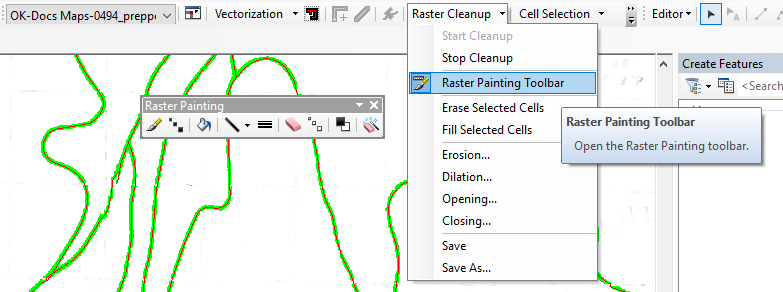 OK-Docs Maps-0494_preppe
Vectorization
Raster Cleanup
Cell Selection
Editor
Start Cleanup
Stop Cleanup
Raster Painting Toolbar
Erase Selected Cells
Fill Selected Cells
Erosion...
Dilation...
Opening...
Closing...
Save
Save As...
Raster Painting
Create Features
<Search>
Raster Painting Toolbar
Open the Raster Painting toolbar.